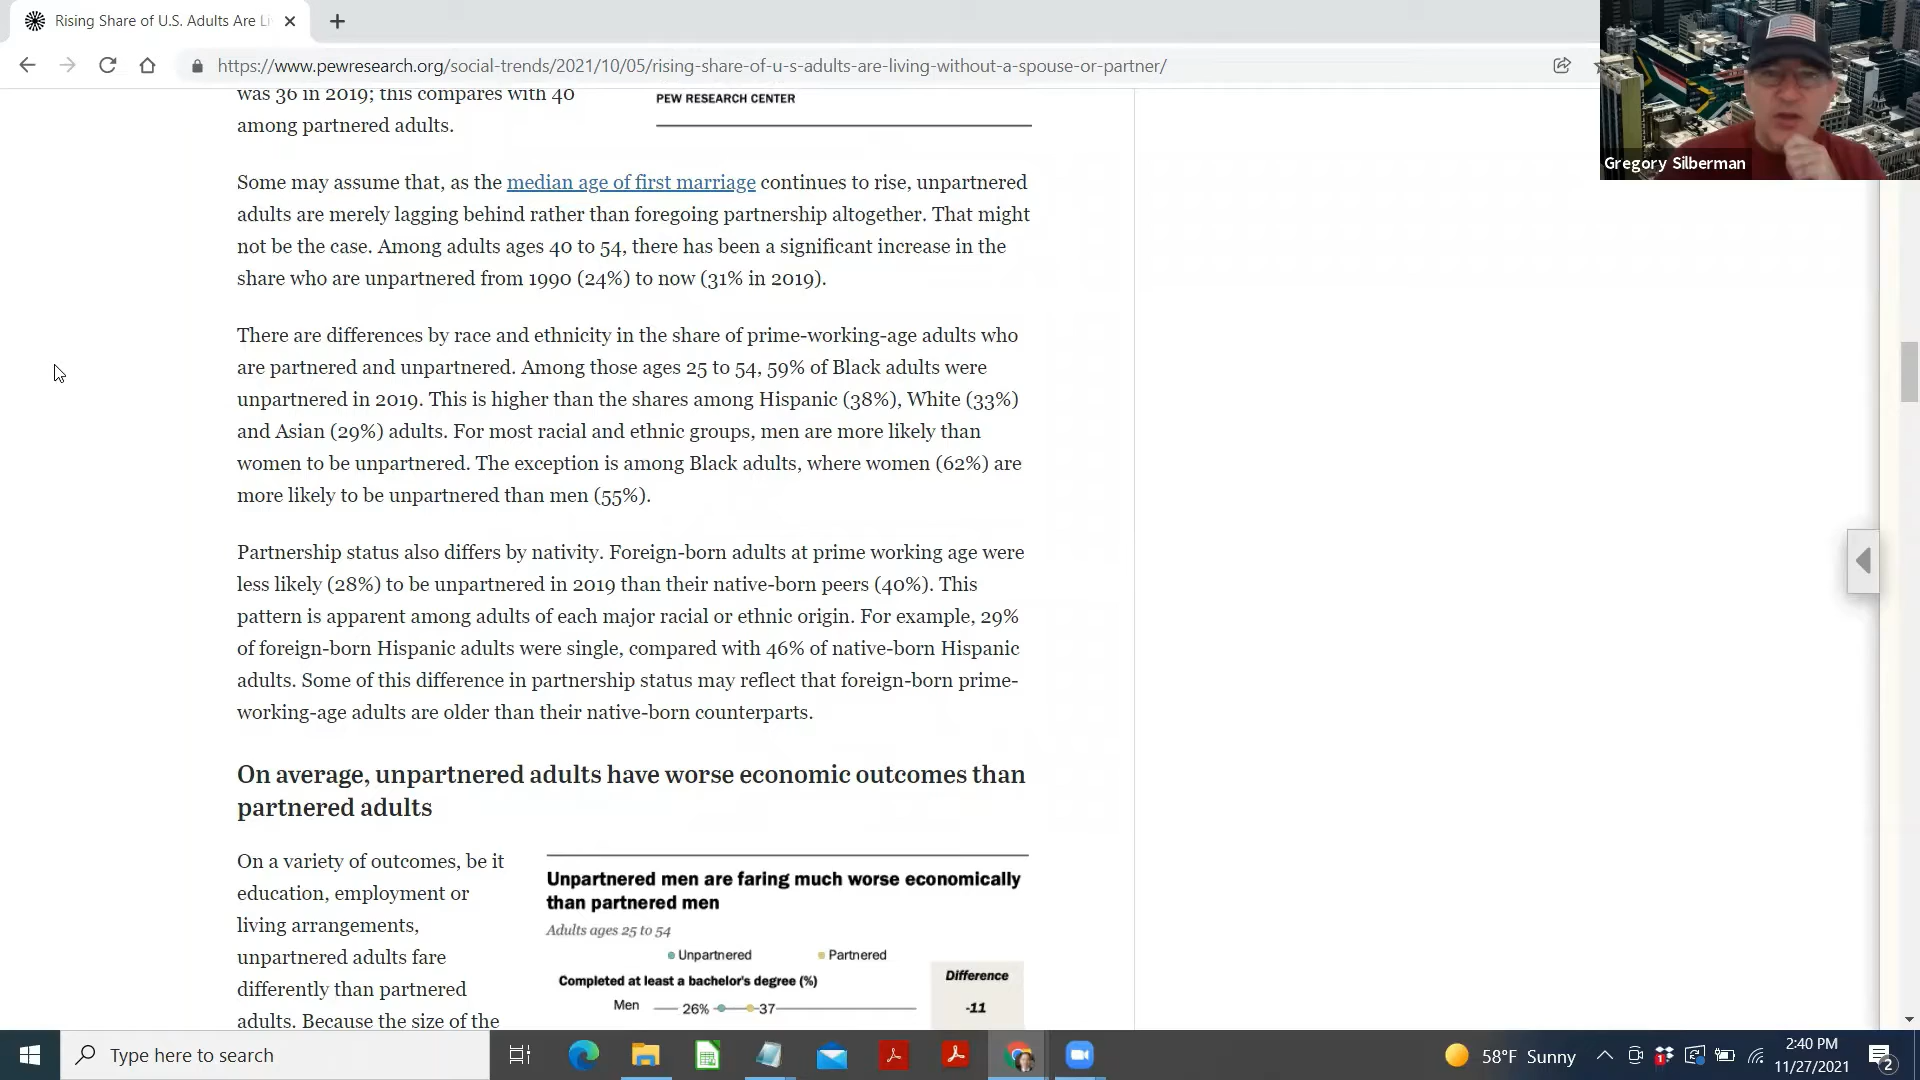 Rising Share of U.S. Adults Are Li
https://www.pewresearch.org/social-trends/2021/10/05/rising-share-of-u-s-adults-are-living-without-a-spouse-or-partner/
Gregory Silberman
was 36 in 2019; this compares with 40
among partnered adults.
PEW RESEARCH CENTER
Some may assume that, as the median age of first marriage continues to rise, unpartnered
adults are merely lagging behind rather than foregoing partnership altogether. That might
not be the case. Among adults ages 40 to 54, there has been a significant increase in the
share who are unpartnered from 1990 (24%) to now (31% in 2019).
There are differences by race and ethnicity in the share of prime-working-age adults who
are partnered and unpartnered. Among those ages 25 to 54, 59% of Black adults were
unpartnered in 2019. This is higher than the shares among Hispanic (38%), White (33%)
and Asian (29%) adults. For most racial and ethnic groups, men are more likely than
women to be unpartnered. The exception is among Black adults, where women (62%) are
more likely to be unpartnered than men (55%).
Partnership status also differs by nativity. Foreign-born adults at prime working age were
less likely (28%) to be unpartnered in 2019 than their native-born peers (40%). This
pattern is apparent among adults of each major racial or ethnic origin. For example, 29%
of foreign-born Hispanic adults were single, compared with 46% of native-born Hispanic
adults. Some of this difference in partnership status may reflect that foreign-born prime-
working-age adults are older than their native-born counterparts.
On average, unpartnered adults have worse economic outcomes than
partnered adults
On a variety of outcomes, be it
education, employment or
living arrangements,
unpartnered adults fare
differently than partnered
adults. Because the size of the
Unpartnered men are faring much worse economically
than partnered men
Adults ages 25 to 54
Unpartnered Partnered
Completed at least a bachelor's degree (%)
Difference
Men 26% 37 -11
Type here to search
58°F Sunny
1
2:40 PM
11/27/2021
2